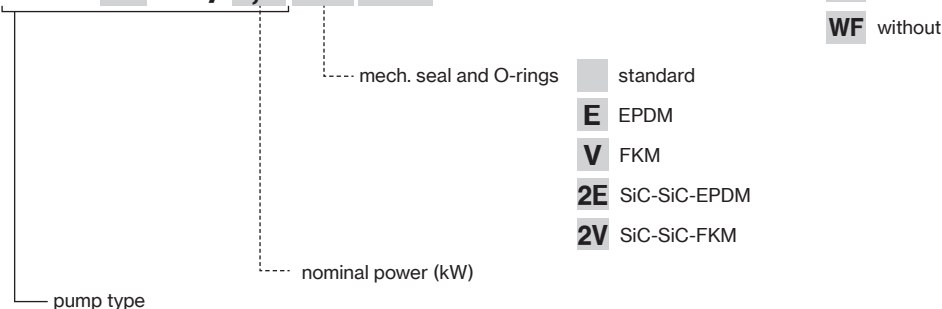 WF without
mech. seal and O-rings
standard
E EPDM
V FKM
2E SiC-SiC-EPDM
2V SiC-SiC-FKM
nominal power (kW)
pump type